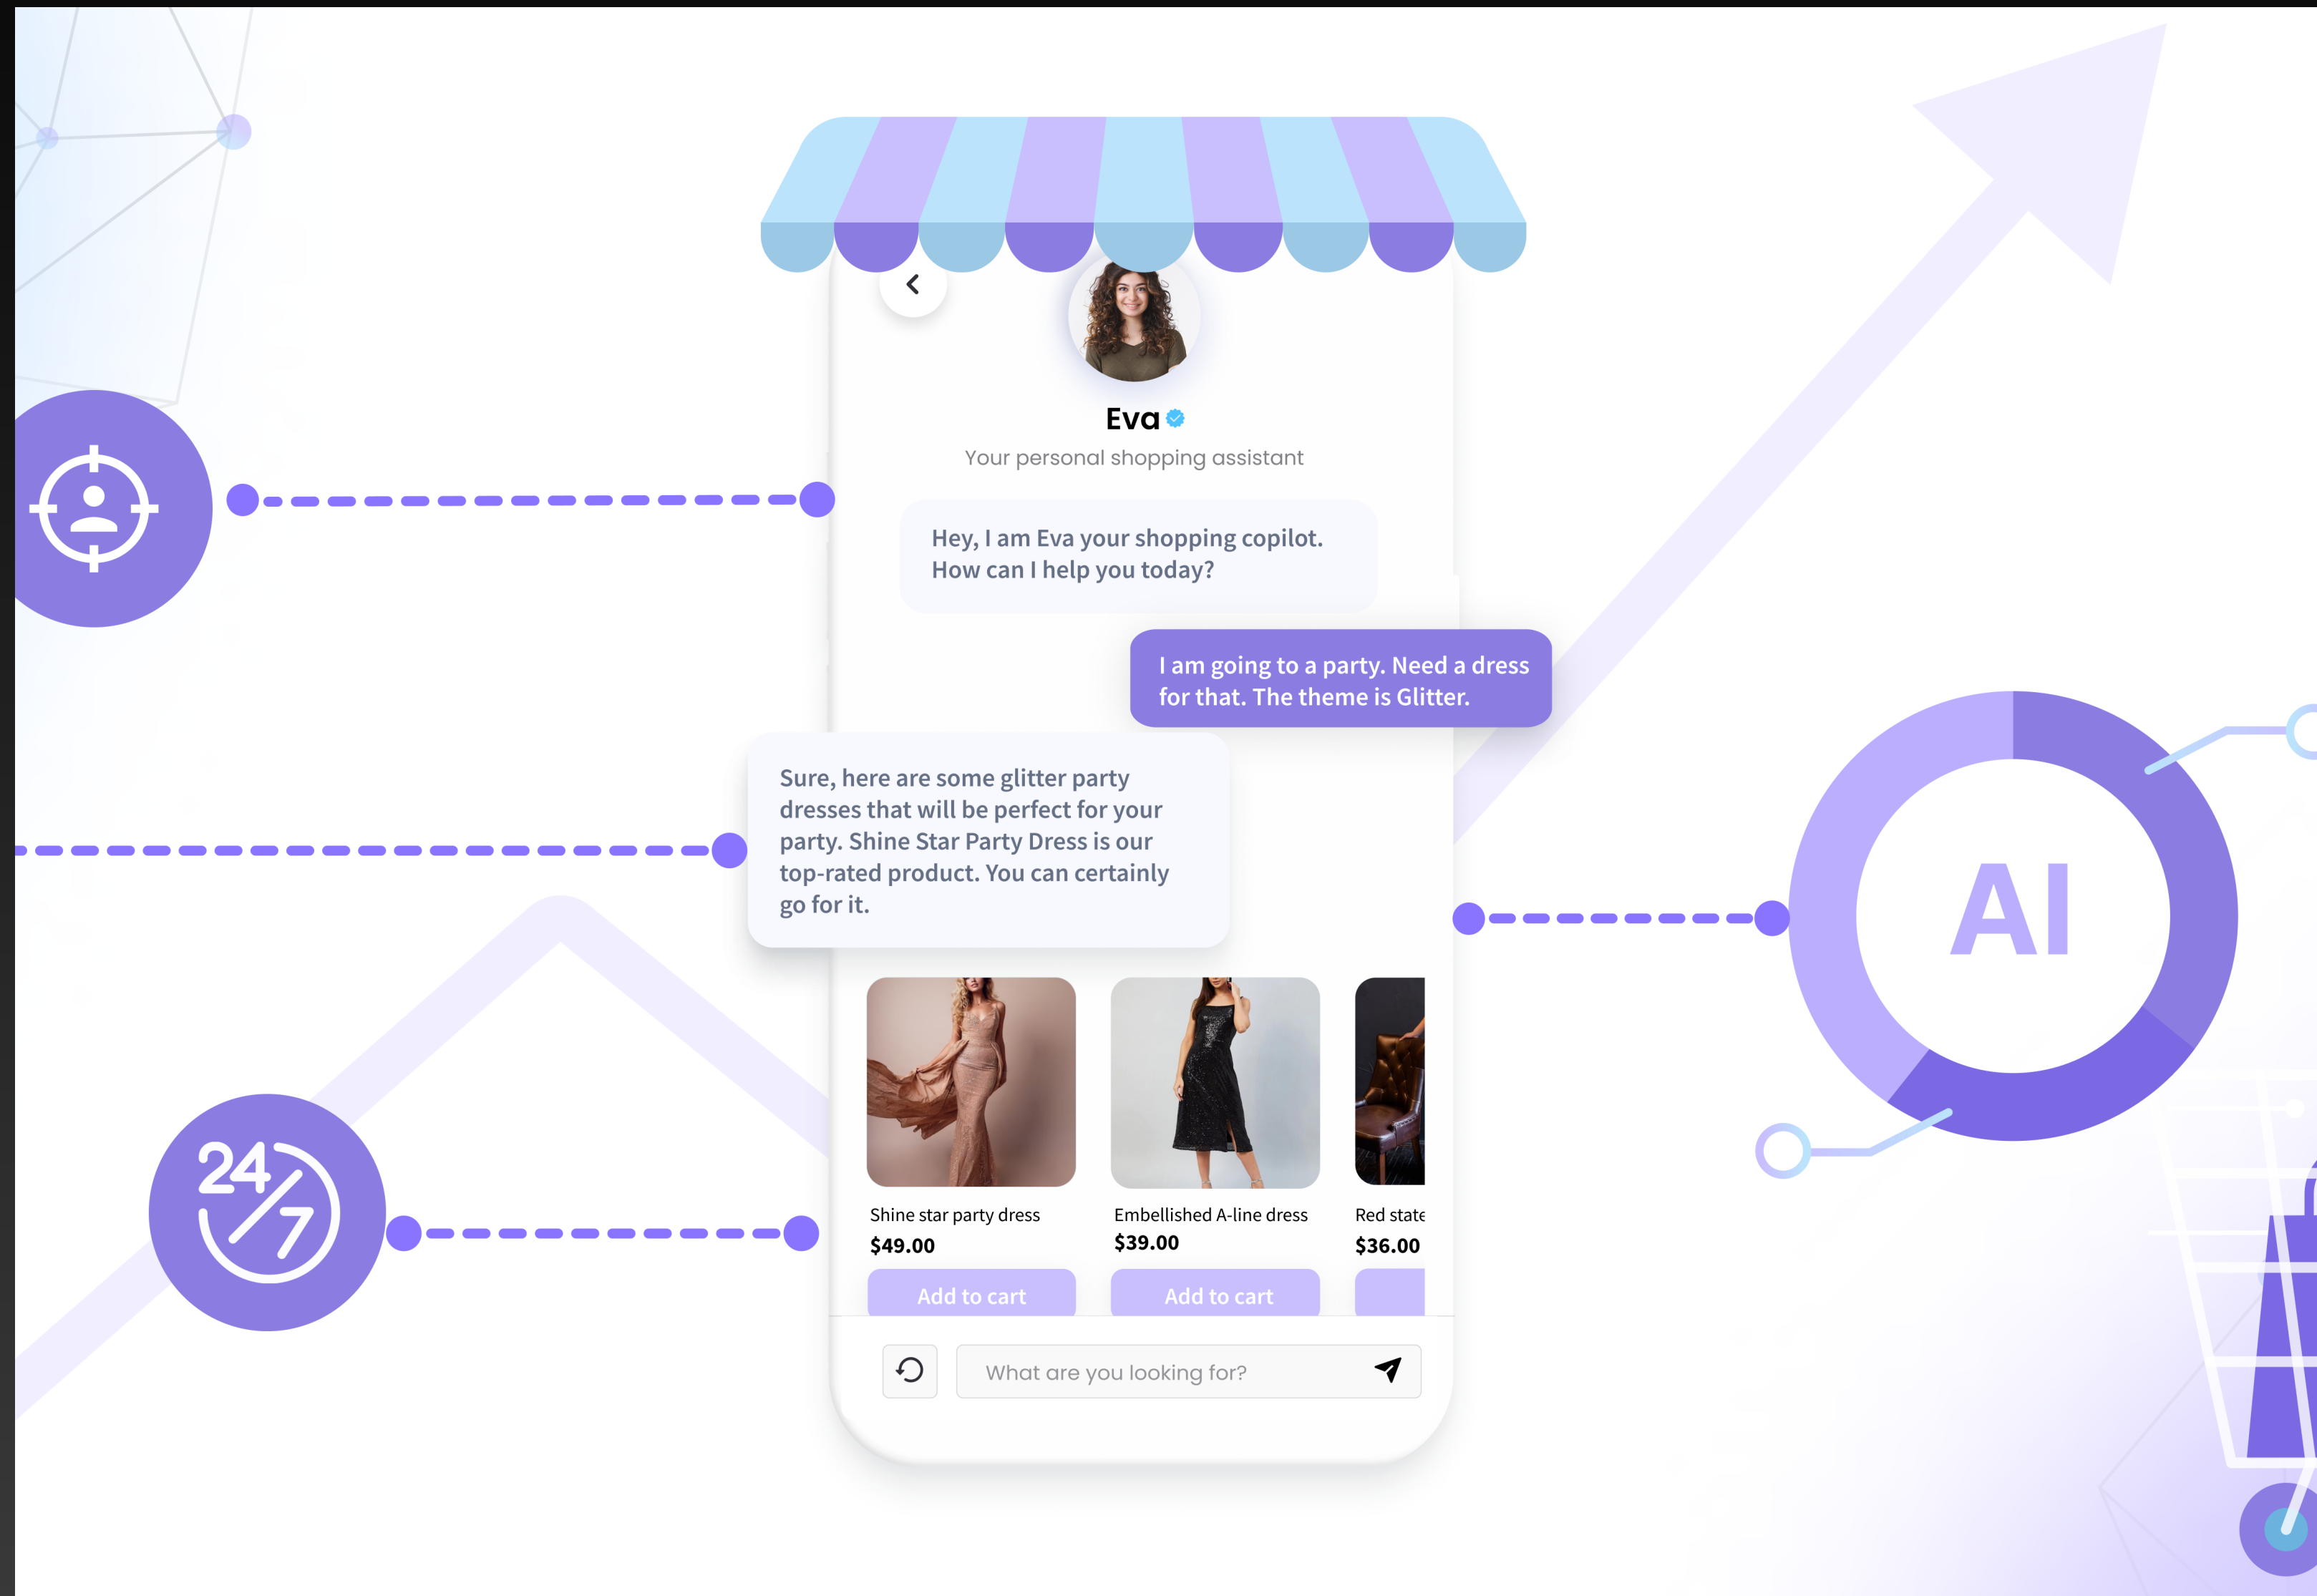 Eva
Your personal shopping assistant
Hey, I am Eva your shopping copilot.
How can I help you today?
I am going to a party. Need a dress
for that. The theme is Glitter.
Sure, here are some glitter party
dresses that will be perfect for your
party. Shine Star Party Dress is our
top-rated product. You can certainly
go for it.
AI
24/7
Shine star party dress
$49.00
Add to cart
Embellished A-line dress
$39.00
Add to cart
Red state
$36.00
What are you looking for?